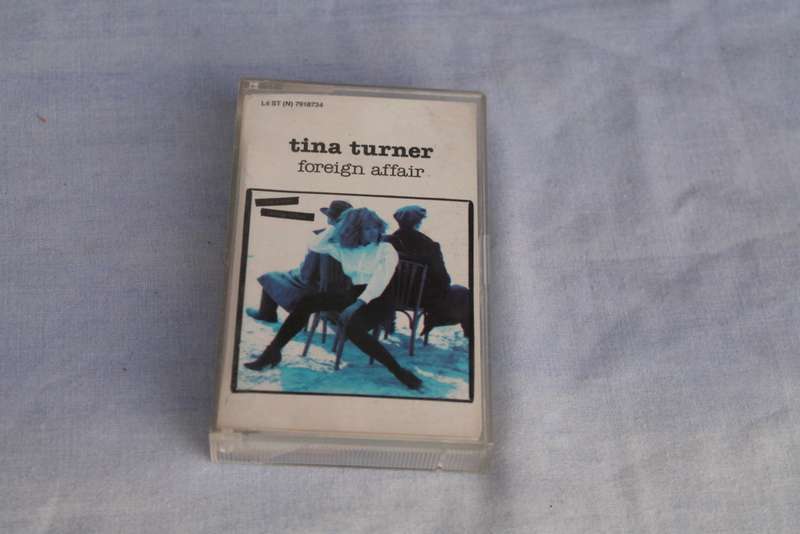 L4 ST (N) 7918734
tina turner
foreign affair